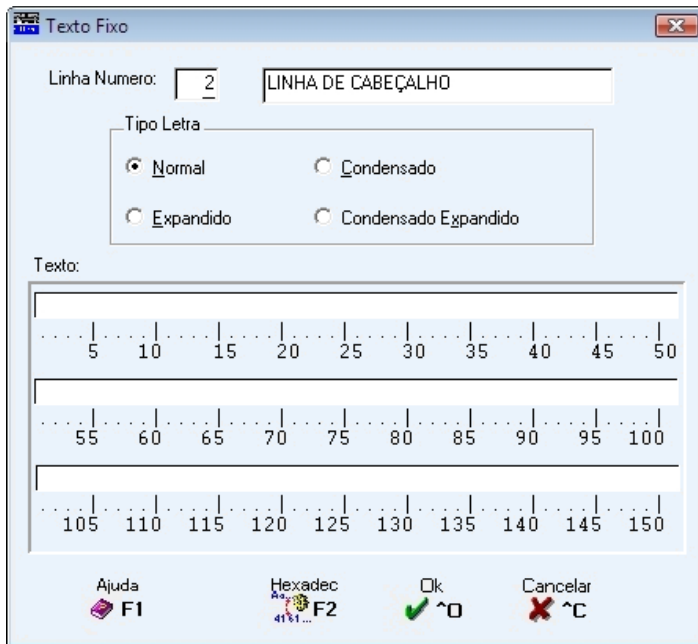 Texto Fixo
Linha Numero: 2 LINHA DE CABEÇALHO
Tipo Letra
Normal Condensado
Expandido Condensado Expandido
Texto:
5 10 15 20 25 30 35 40 45 50
55 60 65 70 75 80 85 90 95 100
105 110 115 120 125 130 135 140 145 150
Ajuda Hexadec Ok Cancelar
F1 F2 ^O ^C